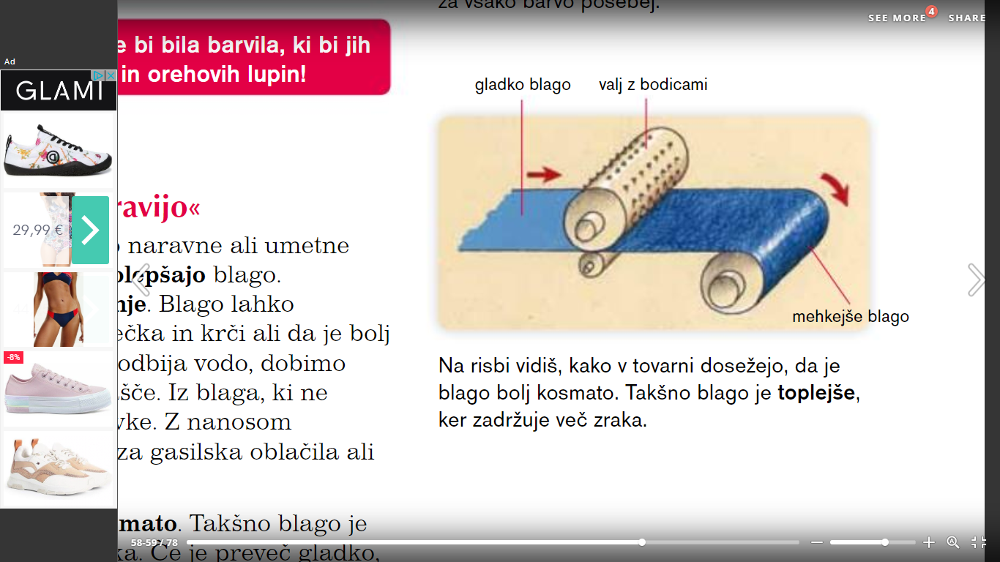 za vsako barvo posebej.
SEE MORE 4 SHARE
Ad
GLAMI
29,99 €
-8%
e bi bila barvila, ki bi jih
in orehovih lupin!
ravijo«
naravne ali umetne
olepšajo blago.
nje. Blago lahko
ečka in krči ali da je bolj
odbija vodo, dobimo
šče. Iz blaga, ki ne
vke. Z nanosom
za gasilska oblačila ali
mato. Takšno blago je
ka. Če je preveč gladko,
gladko blago
valj z bodicami
mehkejše blago
Na risbi vidiš, kako v tovarni dosežejo, da je
blago bolj kosmato. Takšno blago je toplejše,
ker zadržuje več zraka.
58-59 / 78